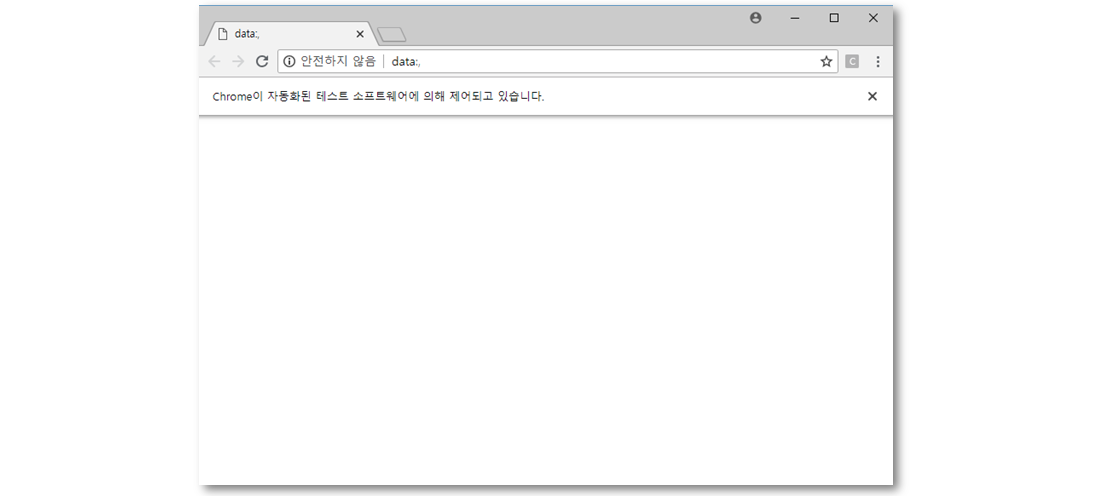 data:,
안전하지 않음 data:,
C
Chrome이 자동화된 테스트 소프트웨어에 의해 제어되고 있습니다.